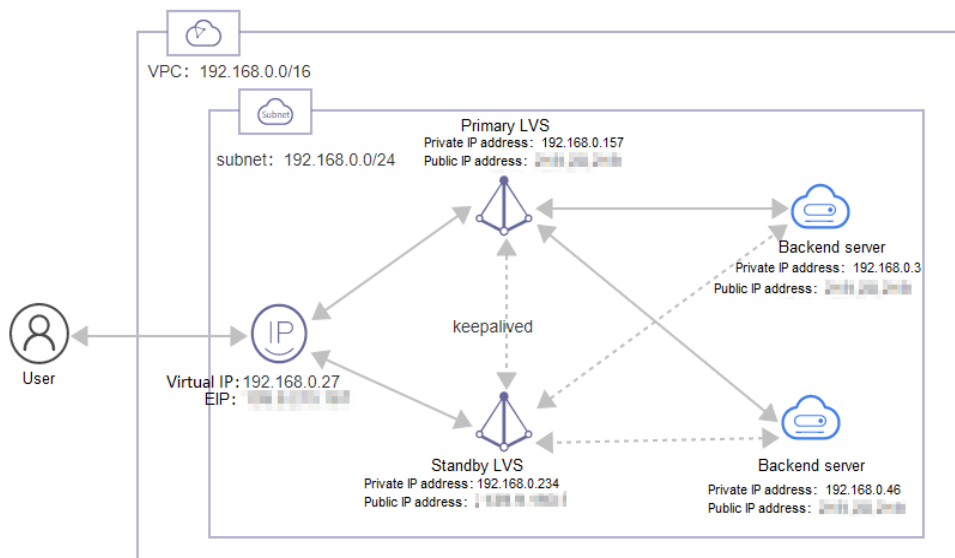 VPC: 192.168.0.0/16
Subnet
subnet: 192.168.0.0/24
Primary LVS
Private IP address: 192.168.0.157
Public IP address:
Backend server
Private IP address: 192.168.0.3
Public IP address:
keepalived
IP
User
Virtual IP: 192.168.0.27
EIP:
Standby LVS
Private IP address: 192.168.0.234
Public IP address:
Backend server
Private IP address: 192.168.0.46
Public IP address: